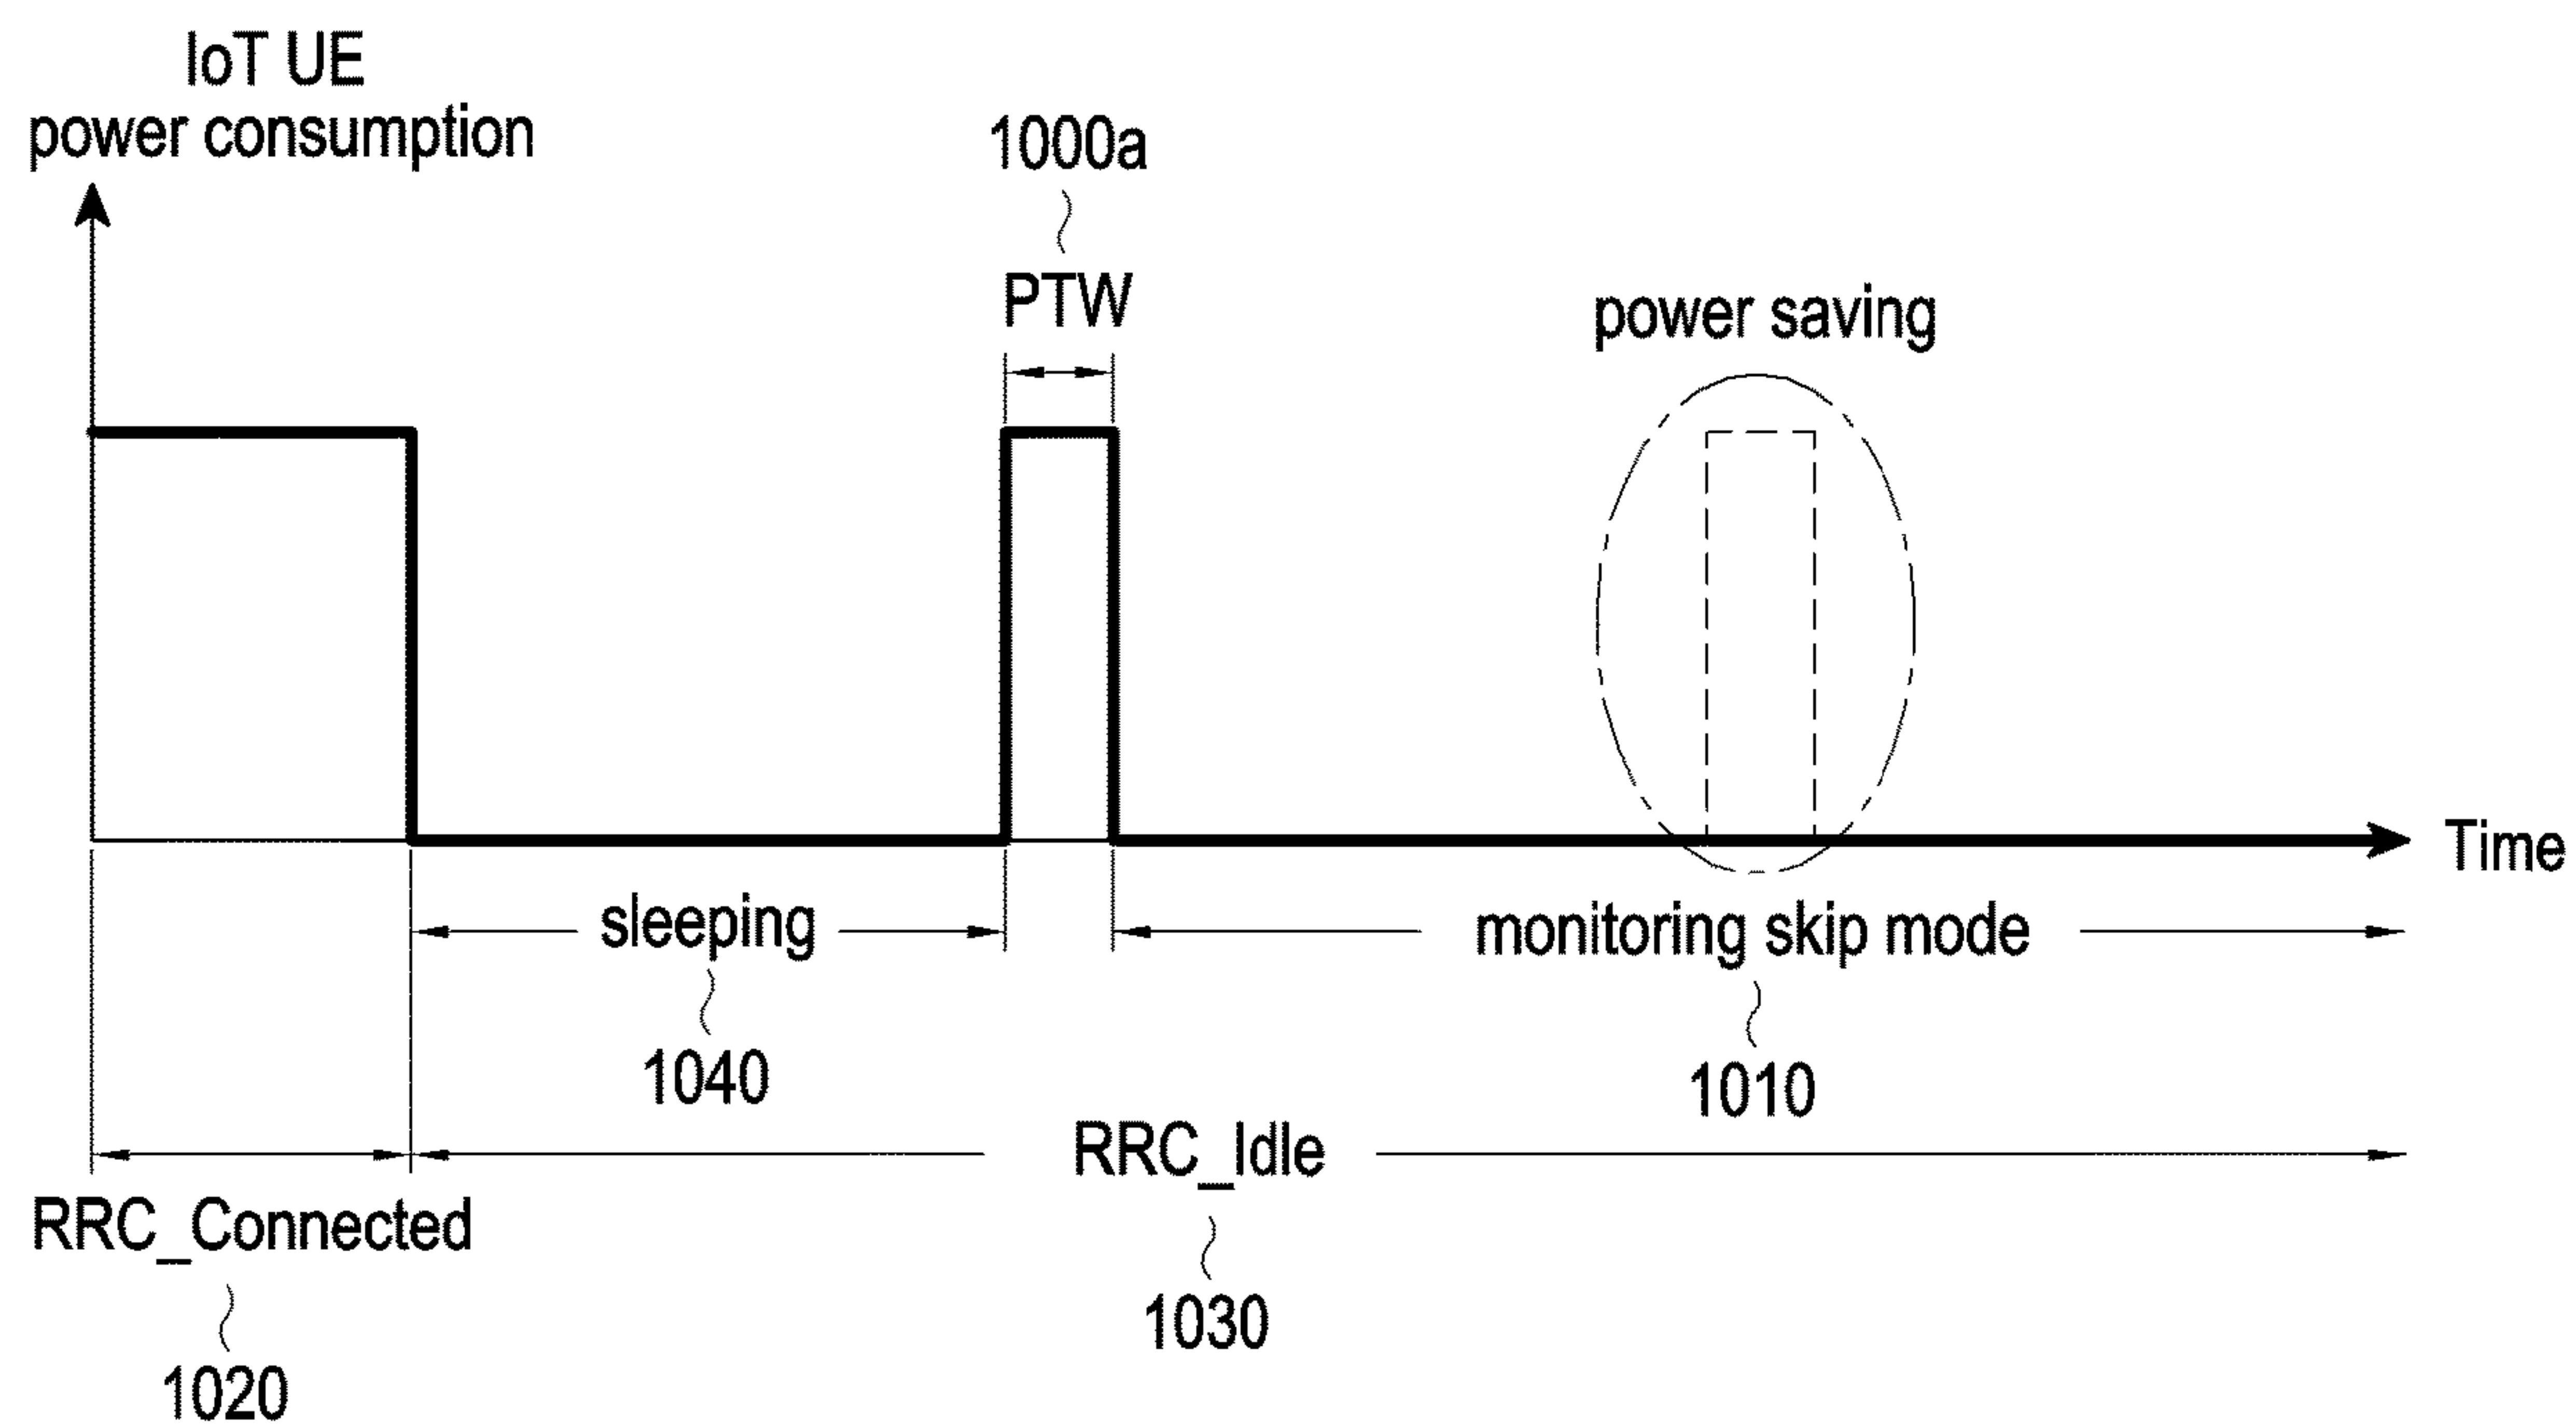 IoT UE
power consumption
1000a
PTW
power saving
Time
sleeping
monitoring skip mode
1040
1010
RRC_Idle
RRC_Connected
1030
1020